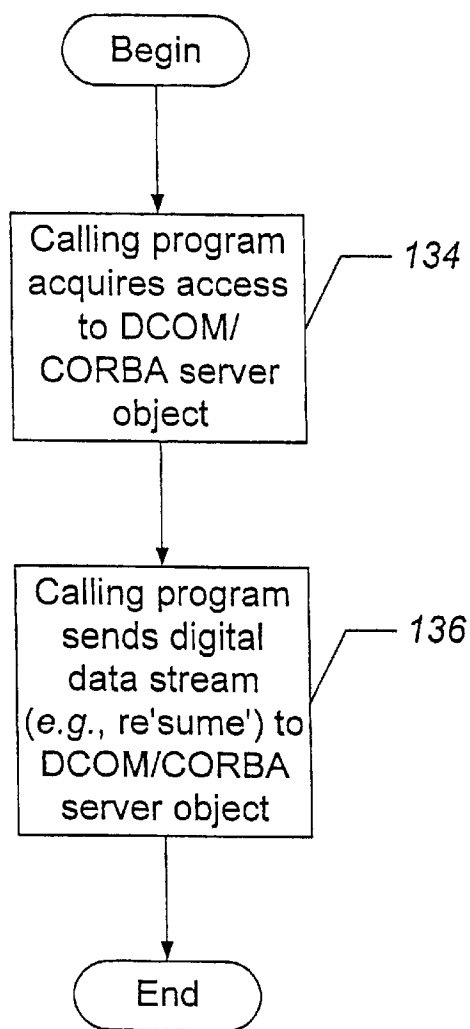 Begin
Calling program
acquires access
to DCOM/
CORBA server
object
134
Calling program
sends digital
data stream
(e.g., re'sume') to
DCOM/CORBA
server object
136
End